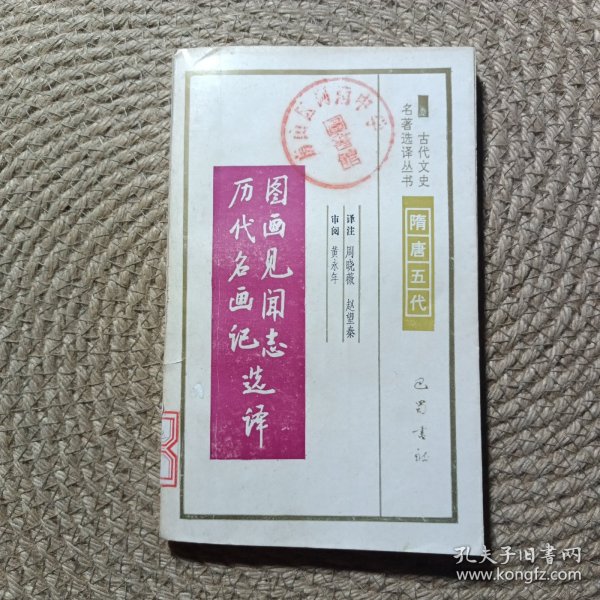 古代文史
名著选译丛书
隋唐五代
译注 周晓薇 赵望秦
审阅 黄永年
图画见闻志
历代名画记
选译
巴蜀书社
孔夫子旧书网
www.kongfz.com